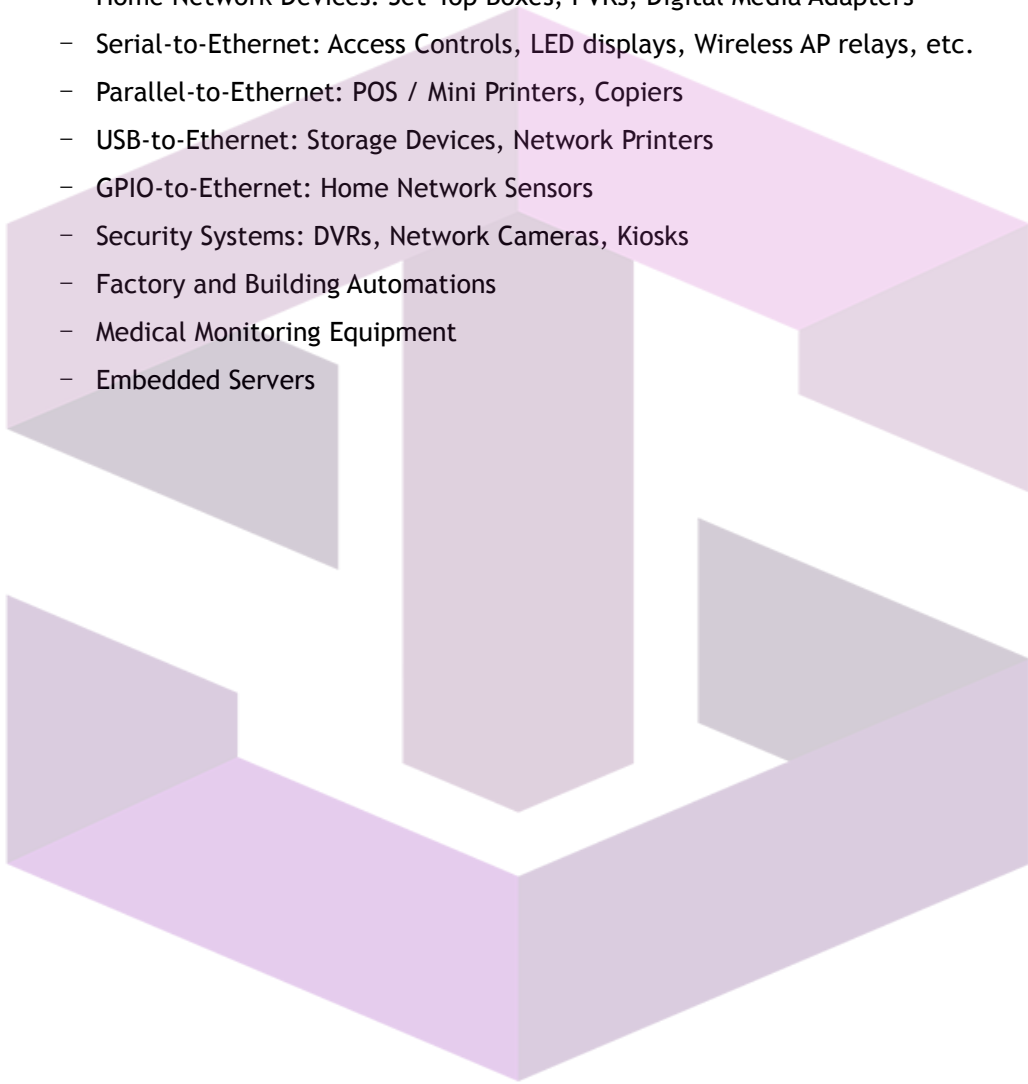 Home Network Devices: Set-Top Boxes, PVRs, Digital Media Adapters
– Serial-to-Ethernet: Access Controls, LED displays, Wireless AP relays, etc.
– Parallel-to-Ethernet: POS / Mini Printers, Copiers
– USB-to-Ethernet: Storage Devices, Network Printers
– GPIO-to-Ethernet: Home Network Sensors
– Security Systems: DVRs, Network Cameras, Kiosks
– Factory and Building Automations
– Medical Monitoring Equipment
– Embedded Servers